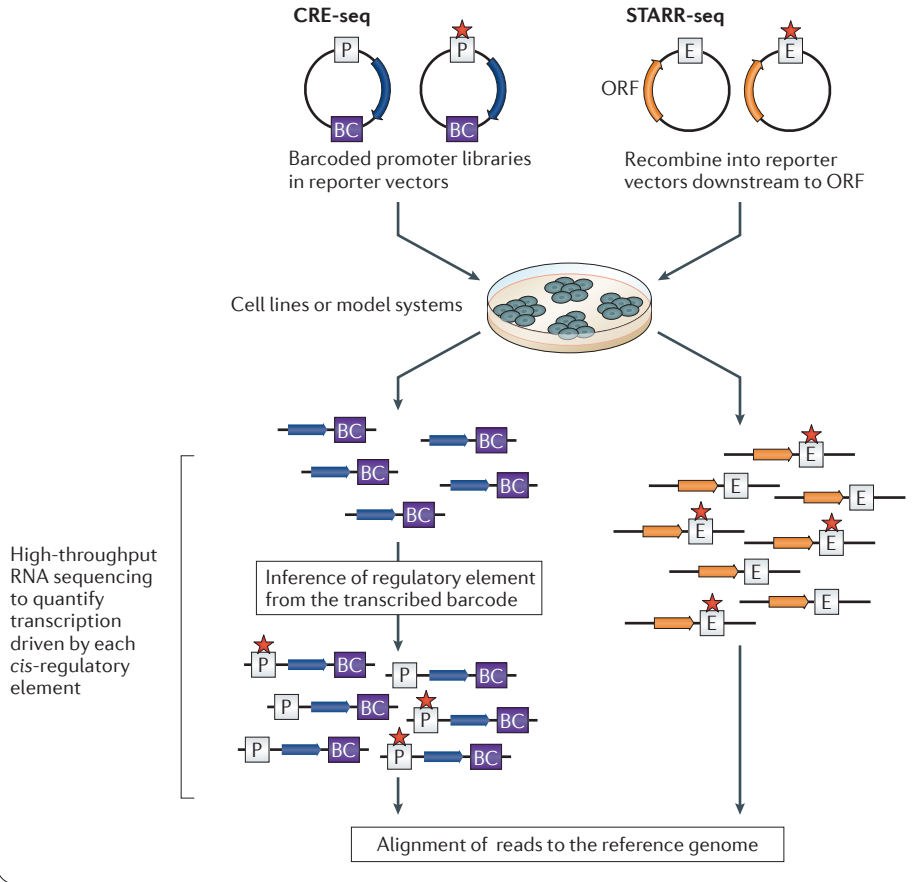 CRE-seq
STARR-seq
P
P
E
E
ORF
BC
BC
Barcoded promoter libraries
in reporter vectors
Recombine into reporter
vectors downstream to ORF
Cell lines or model systems
BC
BC
BC
BC
BC
E
E
E
E
E
E
E
E
High-throughput
RNA sequencing
to quantify
transcription
driven by each
cis-regulatory
element
Inference of regulatory element
from the transcribed barcode
P BC
P BC
P BC
P BC
P BC
P BC
Alignment of reads to the reference genome